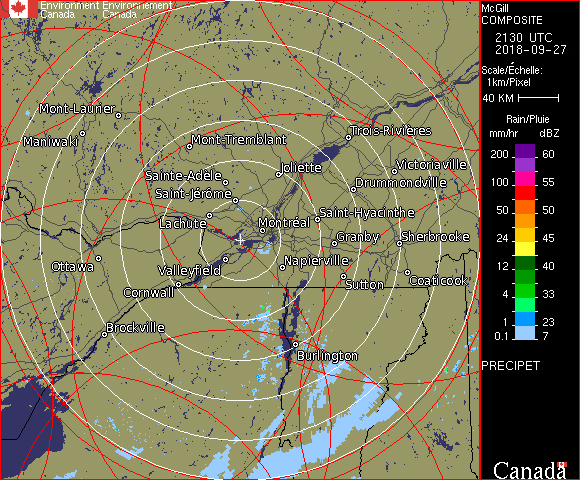 Environment Environnement
Canada Canada
Mont-Laurier
Maniwaki
Mont-Tremblant
Trois-Rivières
Sainte-Adèle
Joliette
Victoriaville
Saint-Jérôme
Drummondville
Lachute
Montréal
Saint-Hyacinthe
Granby
Sherbrooke
Ottawa
Valleyfield
Napierville
Cornwall
Sutton
Coaticook
Brockville
Burlington
McGill
COMPOSITE
2130 UTC
2018-09-27
Scale/Échelle:
1km/Pixel
40 KM
Rain/Pluie
mm/hr dBZ
200 60
100 55
50 50
24 45
12 40
4 33
1 23
0.1 7
PRECIPET
Canada